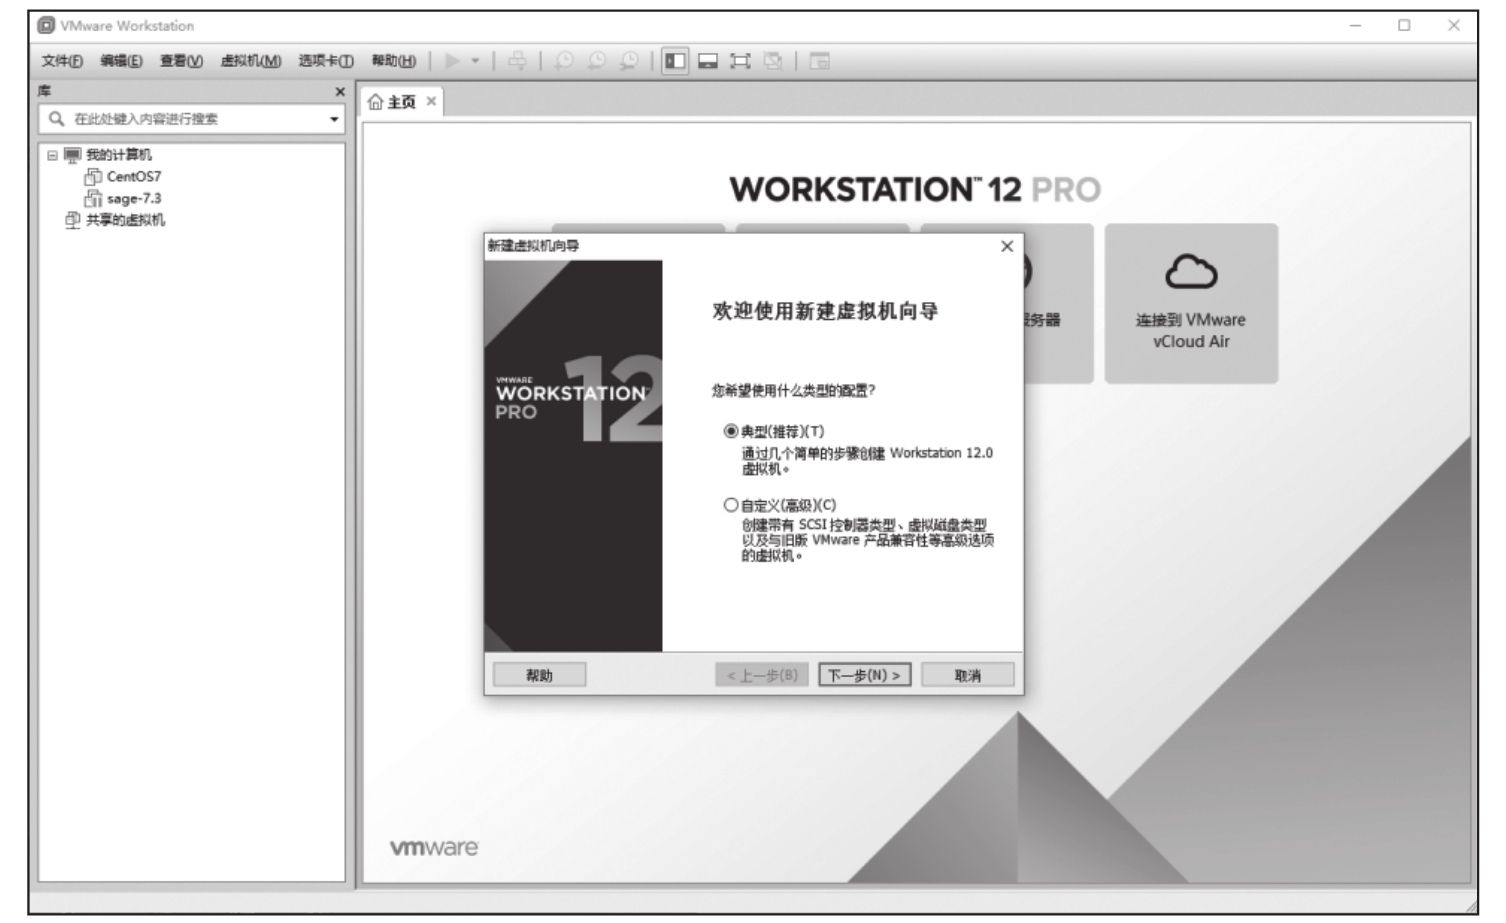 VMware Workstation
文件(F) 编辑(E) 查看(V) 虚拟机(M) 选项卡(T) 帮助(H)
库
在此处键入内容进行搜索
我的计算机
CentOS7
sage-7.3
共享的虚拟机
主页
WORKSTATION™ 12 PRO
务器
连接到 VMware
vCloud Air
新建虚拟机向导
VMWARE
WORKSTATION
PRO
12
欢迎使用新建虚拟机向导
您希望使用什么类型的配置?
典型(推荐)(T)
通过几个简单的步骤创建 Workstation 12.0
虚拟机。
自定义(高级)(C)
创建带有 SCSI 控制器类型、虚拟磁盘类型
以及与旧版 VMware 产品兼容性等高级选项
的虚拟机。
帮助
< 上一步(B)
下一步(N) >
取消
vmware